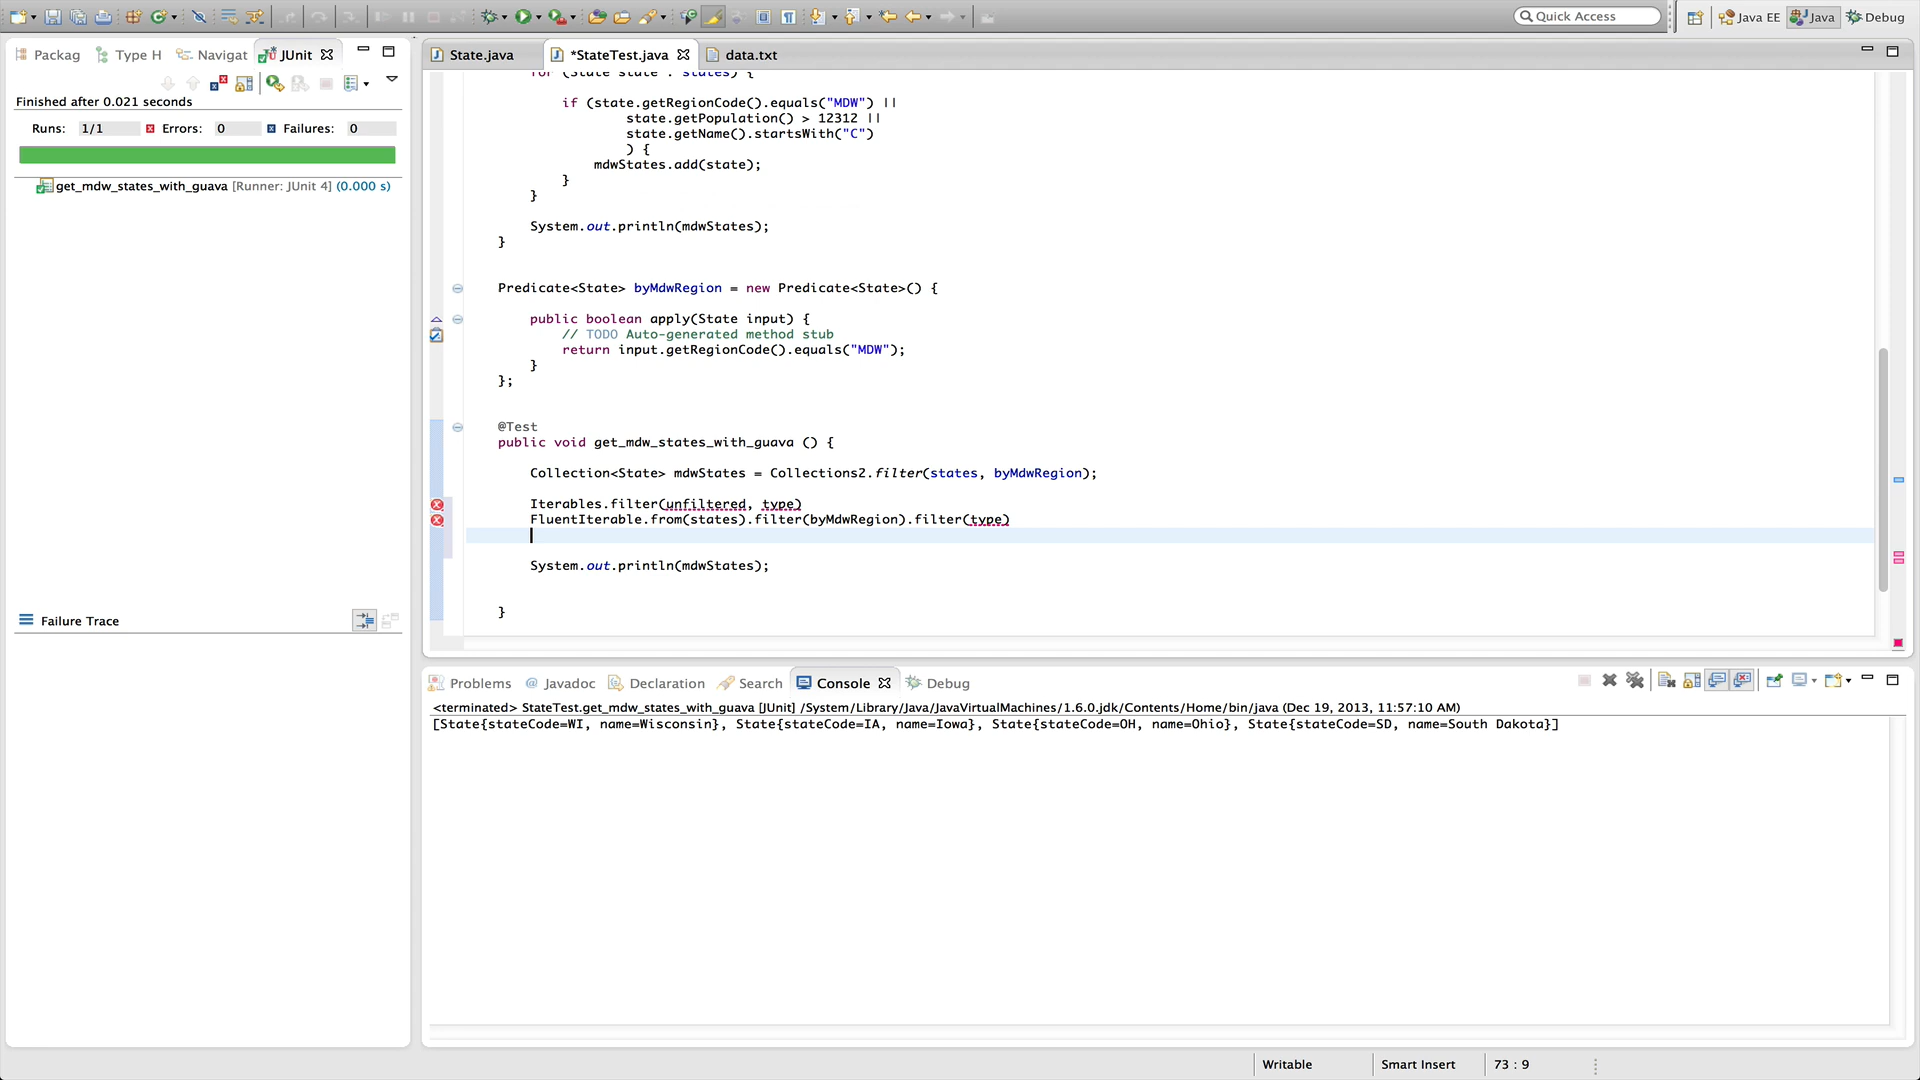 Quick Access
Java EE
Java
Debug
Packag
Type H
Navigat
JUnit
Finished after 0.021 seconds
Runs: 1/1
Errors: 0
Failures: 0
get_mdw_states_with_guava [Runner: JUnit 4] (0.000 s)
Failure Trace
State.java
*StateTest.java
data.txt
for (State state : states) {
if (state.getRegionCode().equals("MDW") ||
state.getPopulation() > 12312 ||
state.getName().startsWith("C")
) {
mdwStates.add(state);
}
}
System.out.println(mdwStates);
}
Predicate<State> byMdwRegion = new Predicate<State>() {
public boolean apply(State input) {
// TODO Auto-generated method stub
return input.getRegionCode().equals("MDW");
}
};
@Test
public void get_mdw_states_with_guava () {
Collection<State> mdwStates = Collections2.filter(states, byMdwRegion);
Iterables.filter(unfiltered, type)
FluentIterable.from(states).filter(byMdwRegion).filter(type)
System.out.println(mdwStates);
}
Problems
@ Javadoc
Declaration
Search
Console
Debug
<terminated> StateTest.get_mdw_states_with_guava [JUnit] /System/Library/Java/JavaVirtualMachines/1.6.0.jdk/Contents/Home/bin/java (Dec 19, 2013, 11:57:10 AM)
[State{stateCode=WI, name=Wisconsin}, State{stateCode=IA, name=Iowa}, State{stateCode=OH, name=Ohio}, State{stateCode=SD, name=South Dakota}]
Writable
Smart Insert
73 : 9